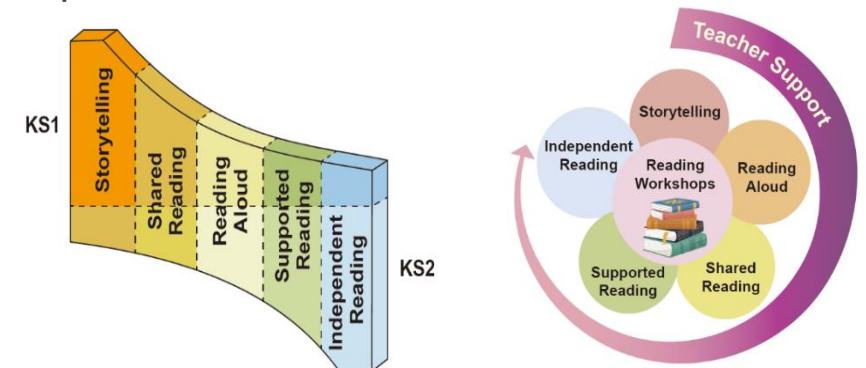 KS1
Storytelling
Shared
Reading
Reading
Aloud
Supported
Reading
Independent
Reading
KS2
Teacher Support
Storytelling
Independent
Reading
Reading
Workshops
Reading
Aloud
Supported
Reading
Shared
Reading